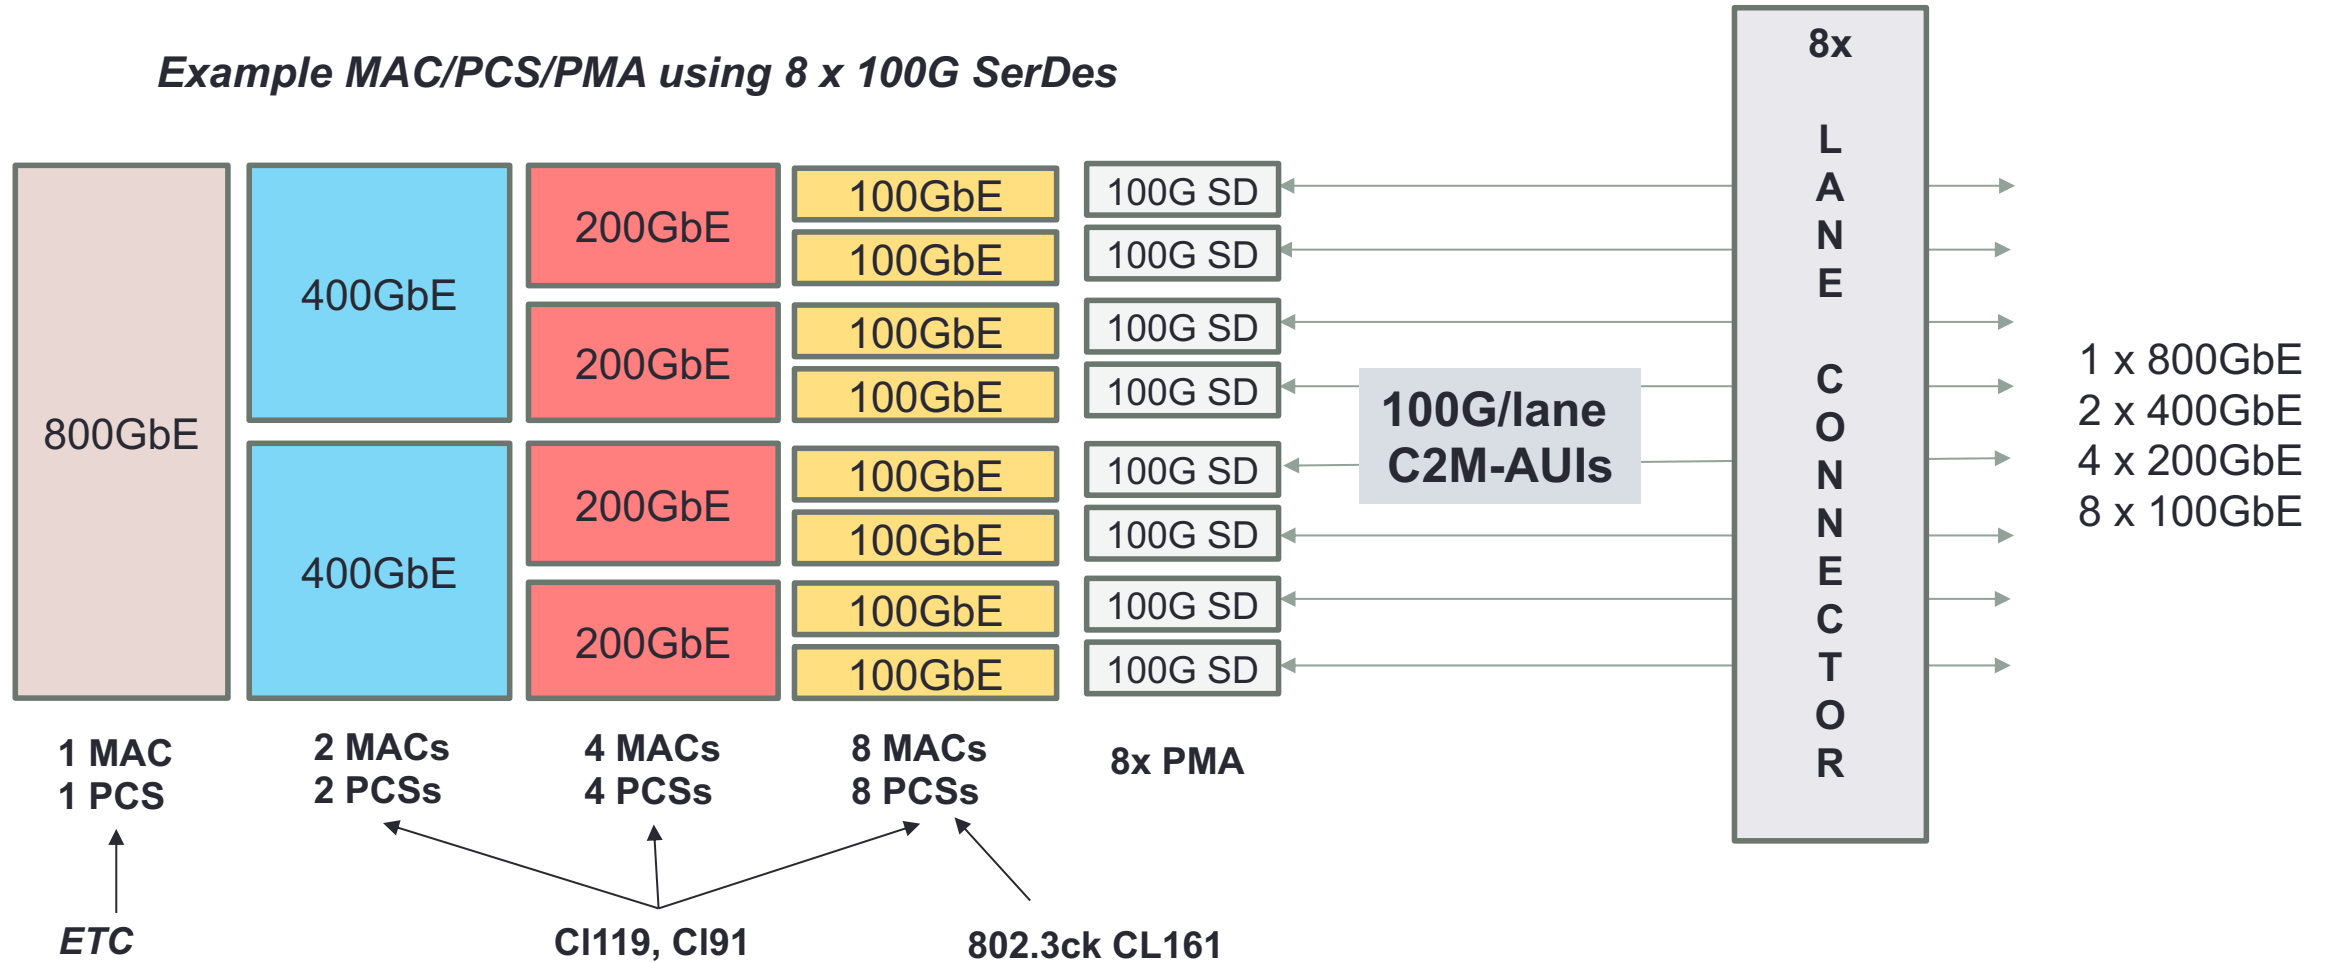 Example MAC/PCS/PMA using 8 x 100G SerDes
800GbE
400GbE
400GbE
200GbE
200GbE
200GbE
200GbE
100GbE
100GbE
100GbE
100GbE
100GbE
100GbE
100GbE
100GbE
100G SD
100G SD
100G SD
100G SD
100G SD
100G SD
100G SD
100G SD
100G/lane
C2M-AUIs
8x
L
A
N
E
C
O
N
N
E
C
T
O
R
1 x 800GbE
2 x 400GbE
4 x 200GbE
8 x 100GbE
1 MAC
1 PCS
2 MACs
2 PCSs
4 MACs
4 PCSs
8 MACs
8 PCSs
8x PMA
ETC
Cl119, Cl91
802.3ck CL161